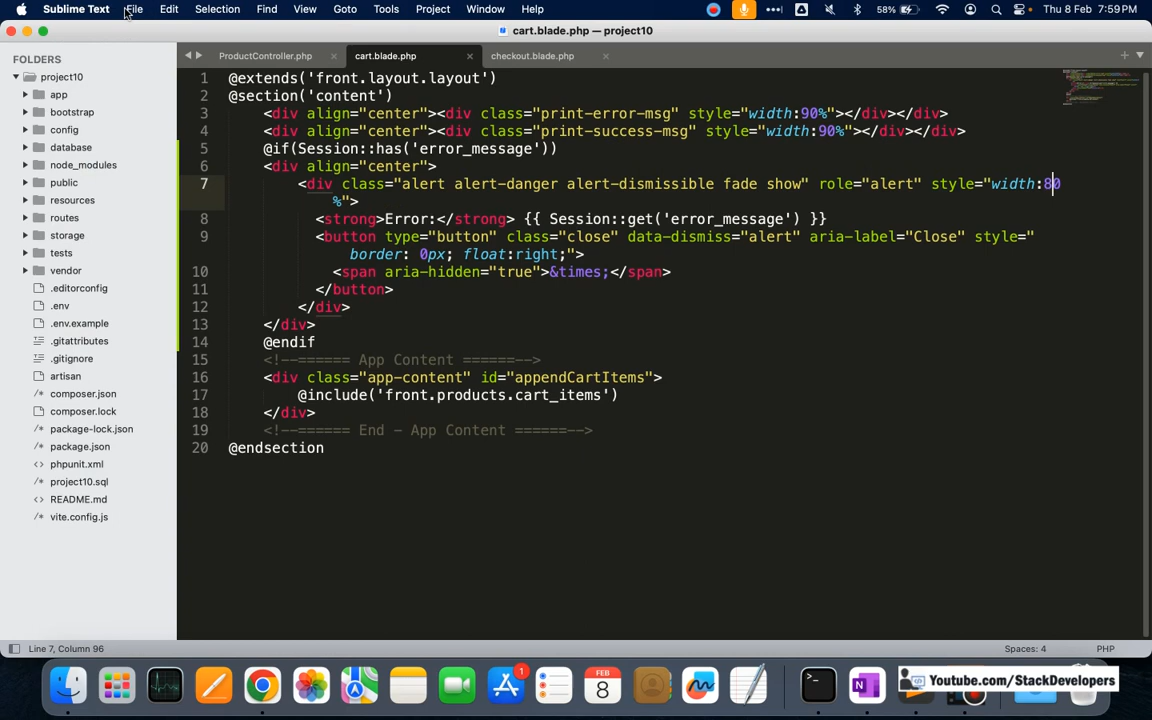 Sublime Text File Edit Selection Find View Goto Tools Project Window Help 58% Thu 8 Feb 7:59 PM
cart.blade.php — project10
FOLDERS
project10
app
bootstrap
config
database
node_modules
public
resources
routes
storage
tests
vendor
.editorconfig
.env
.env.example
.gitattributes
.gitignore
artisan
composer.json
composer.lock
package-lock.json
package.json
phpunit.xml
project10.sql
README.md
vite.config.js
ProductController.php cart.blade.php checkout.blade.php
1 @extends('front.layout.layout')
2 @section('content')
3 <div align="center"><div class="print-error-msg" style="width:90%"></div></div>
4 <div align="center"><div class="print-success-msg" style="width:90%"></div></div>
5 @if(Session::has('error_message'))
6 <div align="center">
7 <div class="alert alert-danger alert-dismissible fade show" role="alert" style="width:80
%">
8 <strong>Error:</strong> {{ Session::get('error_message') }}
9 <button type="button" class="close" data-dismiss="alert" aria-label="Close" style="
border: 0px; float:right;">
10 <span aria-hidden="true">&times;</span>
11 </button>
12 </div>
13 </div>
14 @endif
15 <!--====== App Content ======-->
16 <div class="app-content" id="appendCartItems">
17 @include('front.products.cart_items')
18 </div>
19 <!--====== End - App Content ======-->
20 @endsection
Line 7, Column 96 Spaces: 4 PHP
1
FEB
8
Youtube.com/StackDevelopers